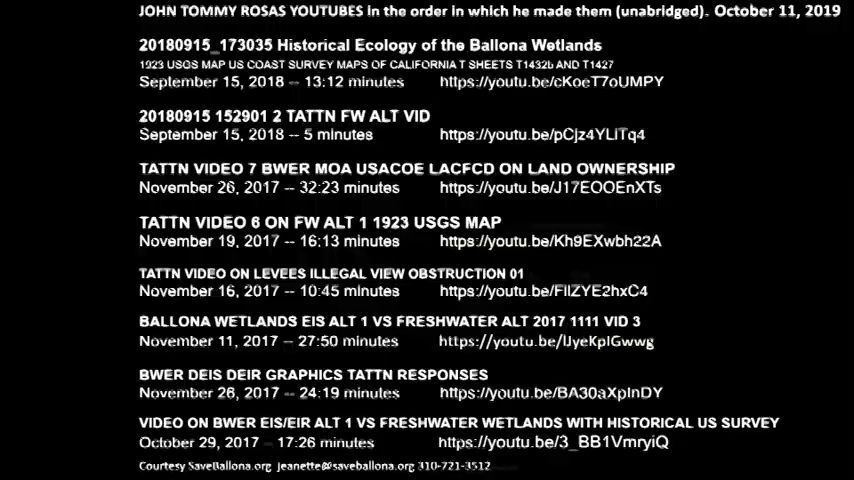 JOHN TOMMY ROSAS YOUTUBES in the order in which he made them (unabridged). October 11, 2019
20180915_173035 Historical Ecology of the Ballona Wetlands
1923 USGS MAP US COAST SURVEY MAPS OF CALIFORNIA T SHEETS T1432b AND T1427
September 15, 2018 -- 13:12 minutes https://youtu.be/cKoeT7oUMPY
20180915 152901 2 TATTN FW ALT VID
September 15, 2018 -- 5 minutes https://youtu.be/pCjz4YLlTq4
TATTN VIDEO 7 BWER MOA USACOE LACFCD ON LAND OWNERSHIP
November 26, 2017 -- 32:23 minutes https://youtu.be/J17EOOEnXTs
TATTN VIDEO 6 ON FW ALT 1 1923 USGS MAP
November 19, 2017 -- 16:13 minutes https://youtu.be/Kh9EXwbh22A
TATTN VIDEO ON LEVEES ILLEGAL VIEW OBSTRUCTION 01
November 16, 2017 -- 10:45 minutes https://youtu.be/FlIZYE2hxC4
BALLONA WETLANDS EIS ALT 1 VS FRESHWATER ALT 2017 1111 VID 3
November 11, 2017 -- 27:50 minutes https://youtu.be/lJyeKpIGwwg
BWER DEIS DEIR GRAPHICS TATTN RESPONSES
November 26, 2017 -- 24:19 minutes https://youtu.be/BA30aXpInDY
VIDEO ON BWER EIS/EIR ALT 1 VS FRESHWATER WETLANDS WITH HISTORICAL US SURVEY
October 29, 2017 -- 17:26 minutes https://youtu.be/3_BB1VmryiQ
Courtesy SaveBallona.org jeanette@saveballona.org 310-721-3512